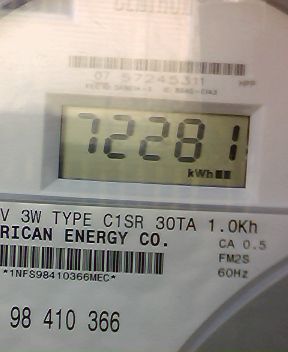 CENTRON
07 57245311
72281
kWh
V 3W TYPE C1SR 30TA 1.0Kh
RICAN ENERGY CO.
CA 0.5
FM2S
60Hz
*1NFS98410366MEC*
98 410 366